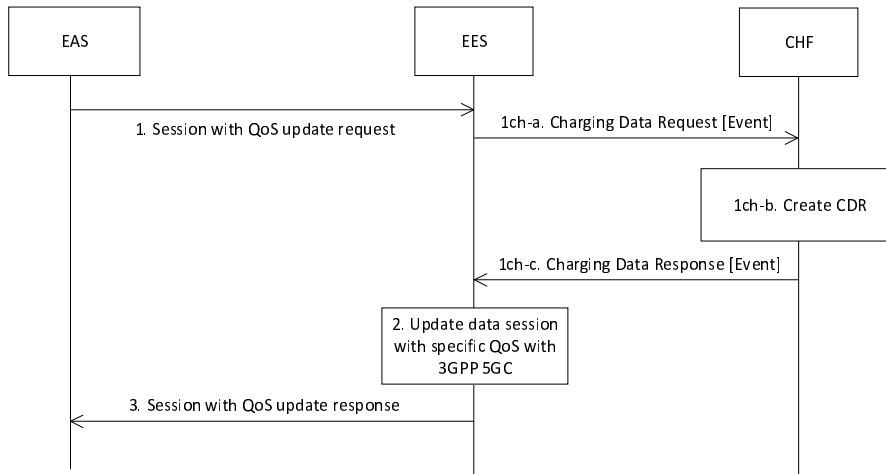 EAS
EES
CHF
1. Session with QoS update request
1ch-a. Charging Data Request [Event]
1ch-b. Create CDR
1ch-c. Charging Data Response [Event]
2. Update data session
with specific QoS with
3GPP 5GC
3. Session with QoS update response